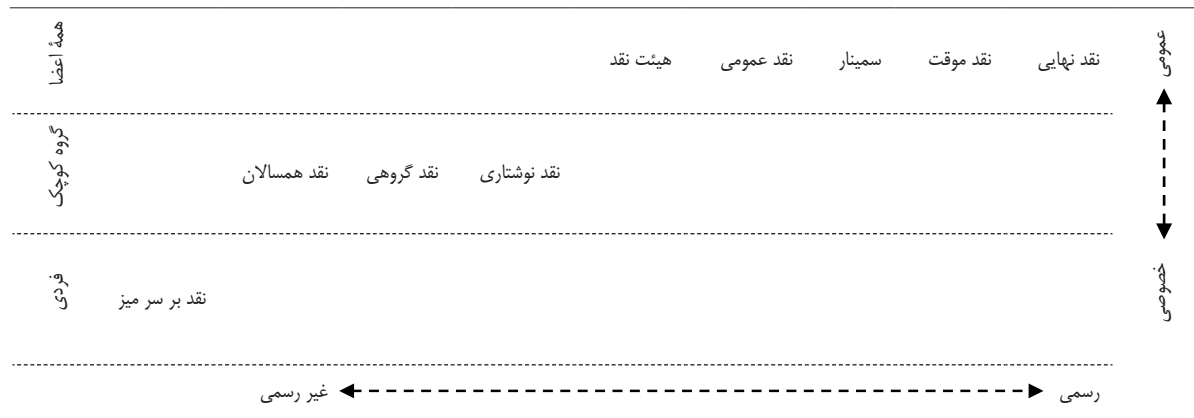 عمومی
نقد نهایی نقد موقت سمینار نقد عمومی هیئت نقد
همهٔ اعضا
نقد نوشتاری نقد گروهی نقد همسالان
گروه کوچک
خصوصی
نقد بر سر میز
فردی
رسمی غیر رسمی